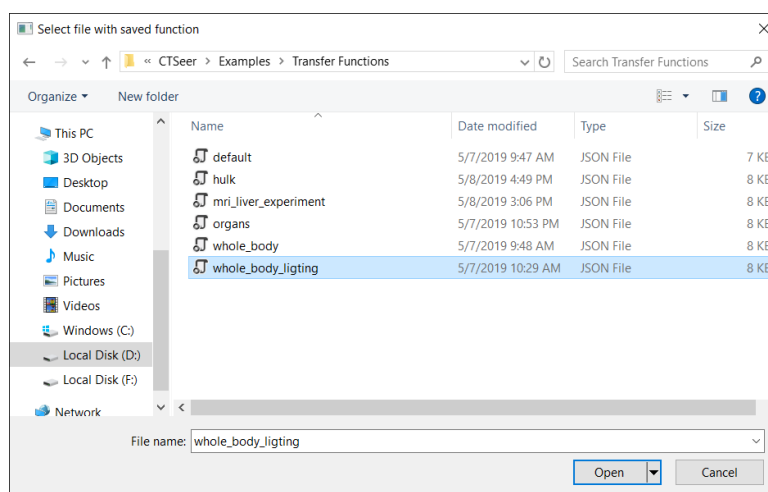 Select file with saved function
« CTSeer > Examples > Transfer Functions
Search Transfer Functions
Organize
New folder
Name
Date modified
Type
Size
This PC
3D Objects
Desktop
Documents
Downloads
Music
Pictures
Videos
Windows (C:)
Local Disk (D:)
Local Disk (F:)
Network
default 5/7/2019 9:47 AM JSON File 7 KB
hulk 5/8/2019 4:49 PM JSON File 8 KB
mri_liver_experiment 5/8/2019 3:06 PM JSON File 8 KB
organs 5/7/2019 10:53 PM JSON File 8 KB
whole_body 5/7/2019 9:48 AM JSON File 8 KB
whole_body_ligting 5/7/2019 10:29 AM JSON File 8 KB
File name: whole_body_ligting
Open
Cancel